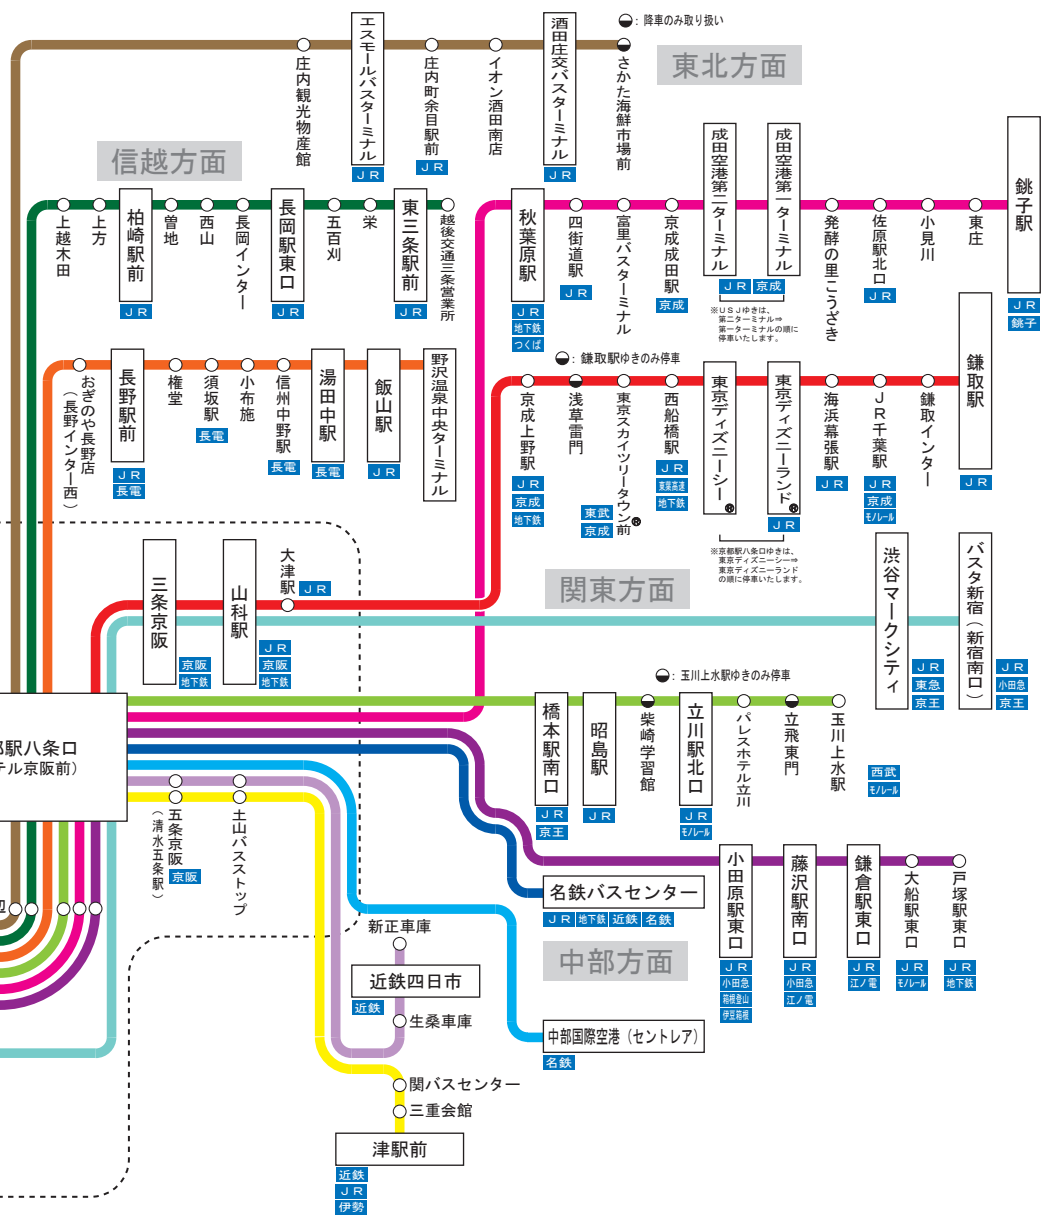 ：降車のみ取り扱い
東北方面
庄内観光物産館
エスモールバスターミナル
ＪＲ
庄内町余目駅前
ＪＲ
イオン酒田南店
酒田庄交バスターミナル
ＪＲ
さかた海鮮市場前
信越方面
上越木田
上方
柏崎駅前
ＪＲ
曽地
西山
長岡インター
長岡駅東口
ＪＲ
五百刈
栄
東三条駅前
ＪＲ
越後交通三条営業所
秋葉原駅
ＪＲ
地下鉄
つくば
四街道駅
ＪＲ
富里バスターミナル
京成成田駅
京成
成田空港第二ターミナル
成田空港第一ターミナル
ＪＲ 京成
※ＵＳＪゆきは、
第二ターミナル⇒
第一ターミナルの順に
停車いたします。
発酵の里こうざき
佐原駅北口
ＪＲ
小見川
東庄
銚子駅
ＪＲ
銚子
おぎのや長野店
（長野インター西）
長野駅前
ＪＲ
長電
権堂
須坂駅
長電
小布施
信州中野駅
長電
湯田中駅
長電
飯山駅
ＪＲ
野沢温泉中央ターミナル
：鎌取駅ゆきのみ停車
京成上野駅
ＪＲ
京成
地下鉄
浅草雷門
東京スカイツリータウン前®
東武
京成
西船橋駅
ＪＲ
東葉高速
地下鉄
東京ディズニーシー®
東京ディズニーランド®
ＪＲ
※京都駅八条口ゆきは、
東京ディズニーシー⇒
東京ディズニーランド
の順に停車いたします。
海浜幕張駅
ＪＲ
ＪＲ千葉駅
ＪＲ
京成
モノレール
鎌取インター
鎌取駅
ＪＲ
関東方面
三条京阪
京阪
地下鉄
山科駅
ＪＲ
京阪
地下鉄
大津駅
ＪＲ
渋谷マークシティ
ＪＲ
東急
京王
バスタ新宿（新宿南口）
ＪＲ
小田急
京王
：玉川上水駅ゆきのみ停車
橋本駅南口
ＪＲ
京王
昭島駅
ＪＲ
柴崎学習館
立川駅北口
ＪＲ
モノレール
パレスホテル立川
立飛東門
玉川上水駅
西武
モノレール
駅八条口
テル京阪前）
五条京阪
（清水五条駅）
京阪
土山バスストップ
小田原駅東口
ＪＲ
小田急
箱根登山
伊豆箱根
藤沢駅南口
ＪＲ
小田急
江ノ電
鎌倉駅東口
ＪＲ
江ノ電
大船駅東口
ＪＲ
モノレール
戸塚駅東口
ＪＲ
地下鉄
名鉄バスセンター
ＪＲ 地下鉄 近鉄 名鉄
中部方面
新正車庫
近鉄四日市
近鉄
生桑車庫
中部国際空港（セントレア）
名鉄
関バスセンター
三重会館
津駅前
近鉄
ＪＲ
伊勢